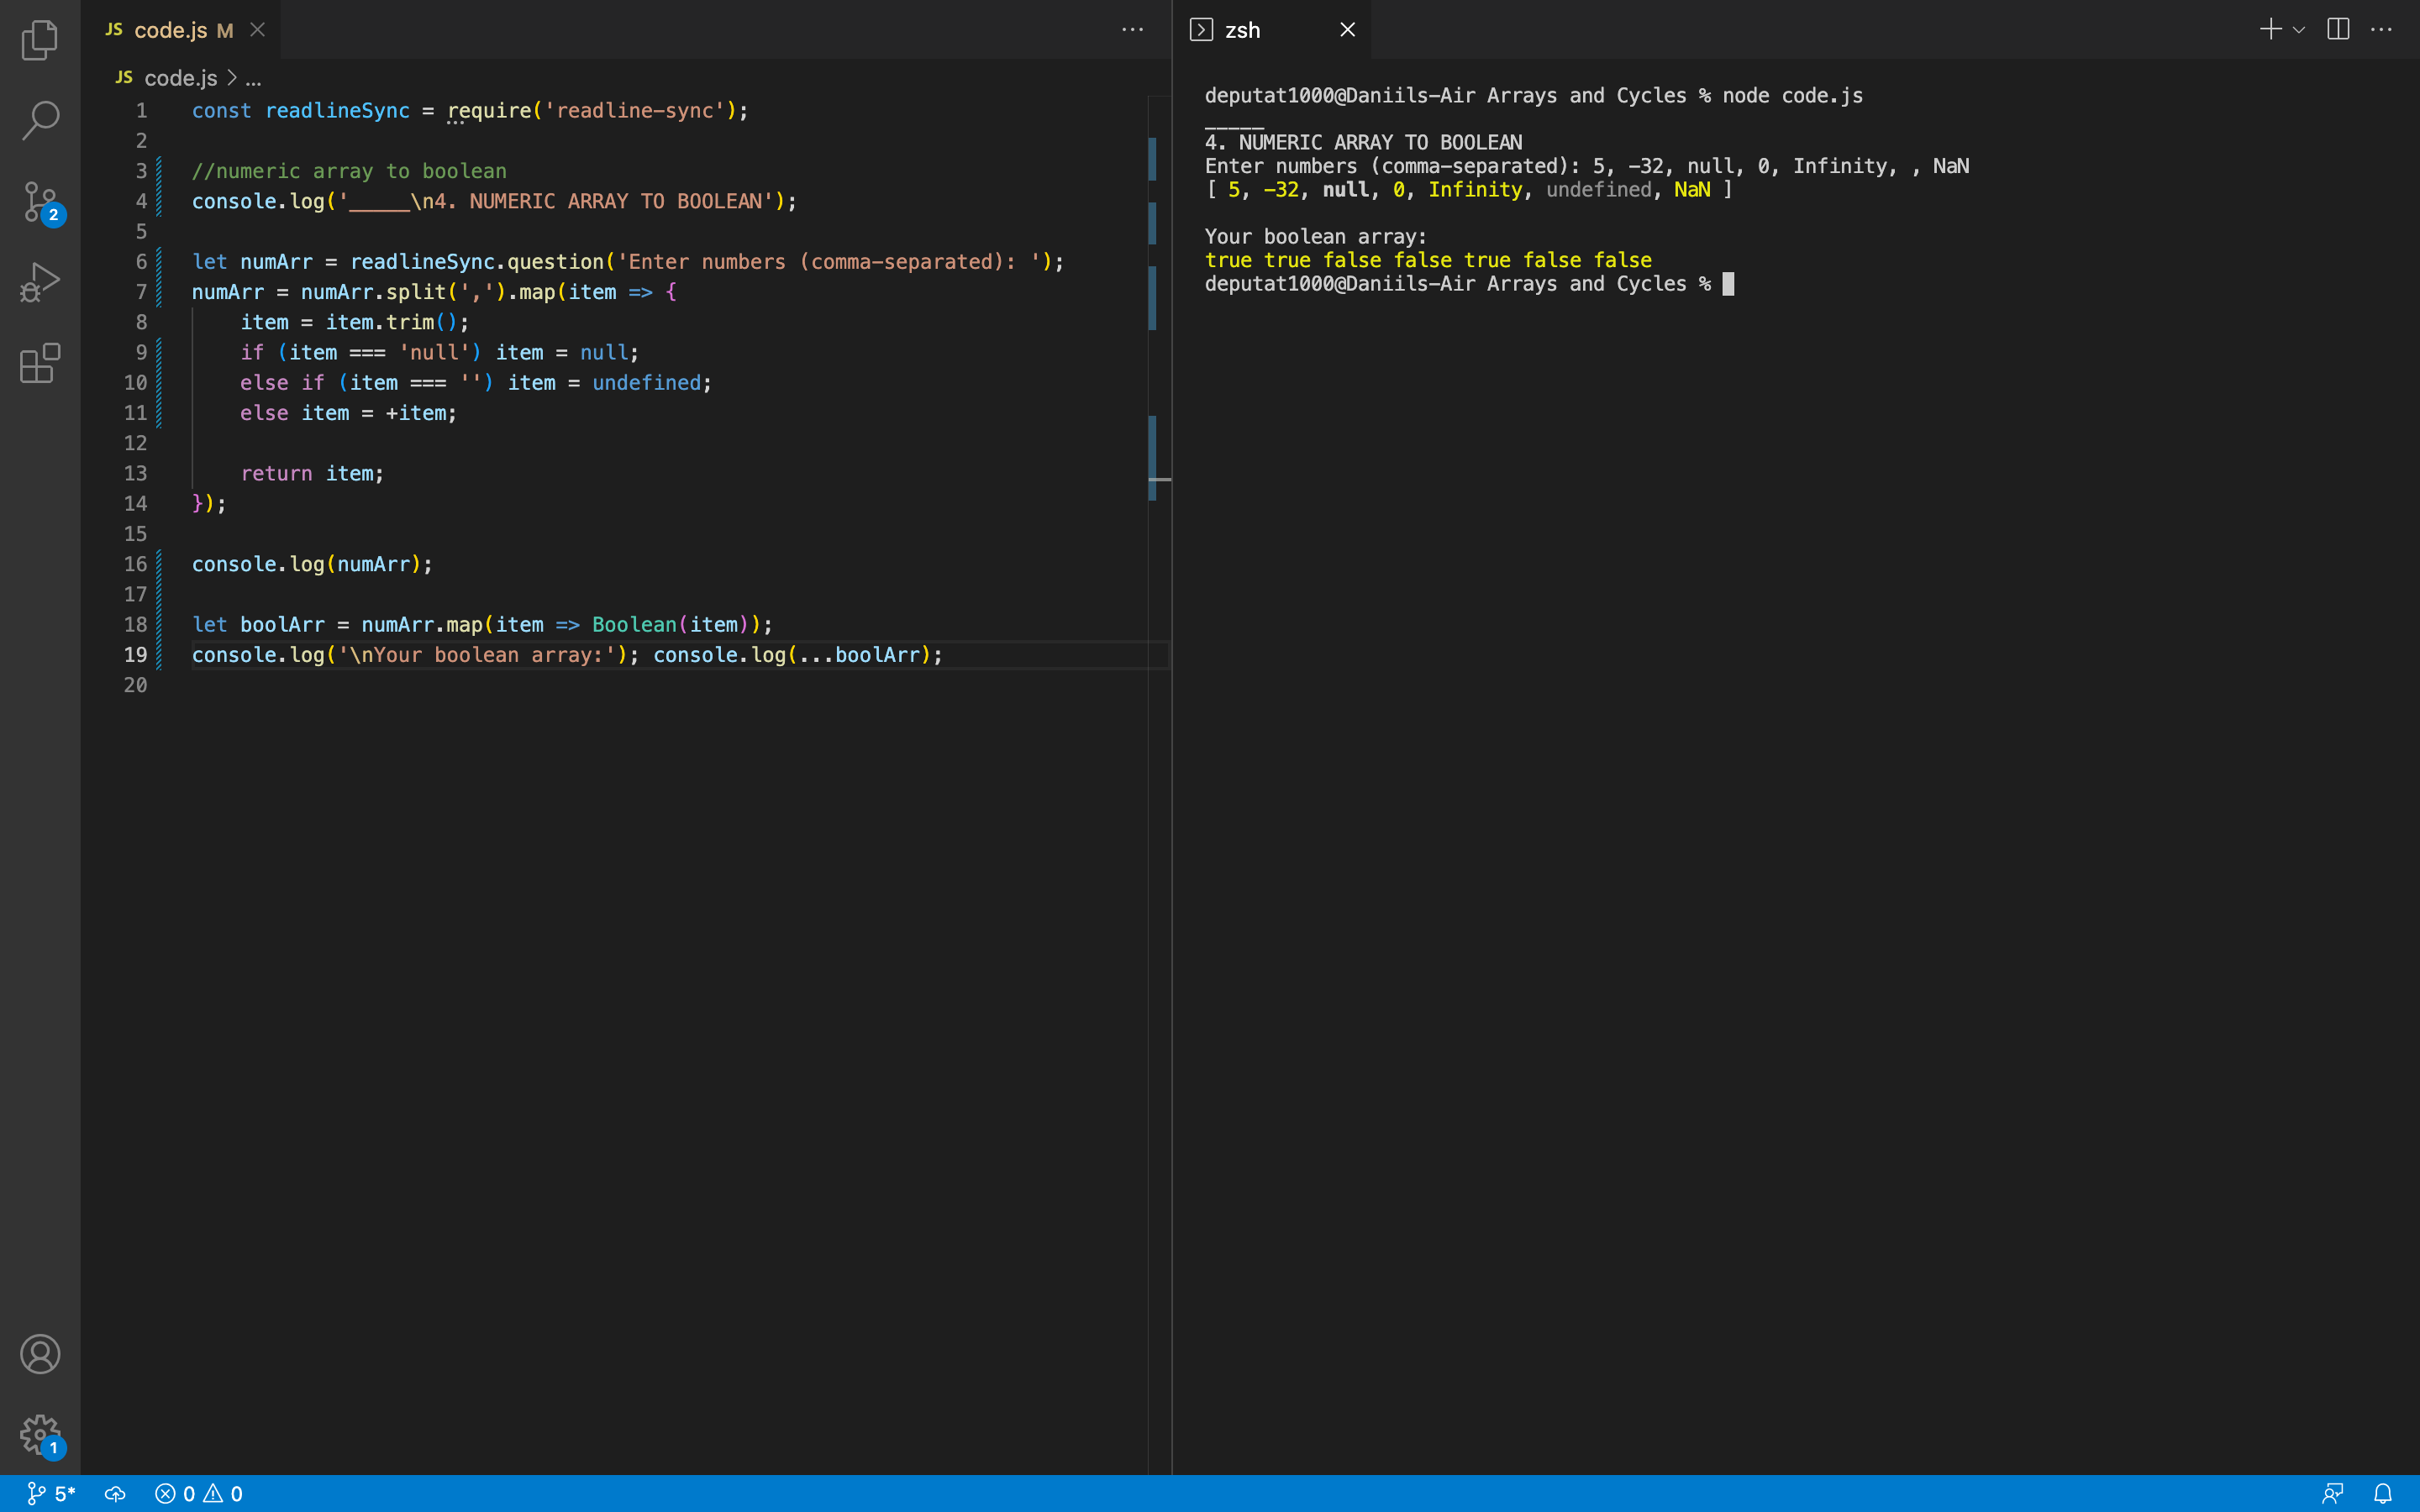 JS code.js M
JS code.js > ...
1 const readlineSync = require('readline-sync');
2
3 //numeric array to boolean
4 console.log('_____\n4. NUMERIC ARRAY TO BOOLEAN');
5
6 let numArr = readlineSync.question('Enter numbers (comma-separated): ');
7 numArr = numArr.split(',').map(item => {
8     item = item.trim();
9     if (item === 'null') item = null;
10     else if (item === '') item = undefined;
11     else item = +item;
12
13     return item;
14 });
15
16 console.log(numArr);
17
18 let boolArr = numArr.map(item => Boolean(item));
19 console.log('\nYour boolean array:'); console.log(...boolArr);
20
zsh
deputat1000@Daniils-Air Arrays and Cycles % node code.js
_____
4. NUMERIC ARRAY TO BOOLEAN
Enter numbers (comma-separated): 5, -32, null, 0, Infinity, , NaN
[ 5, -32, null, 0, Infinity, undefined, NaN ]
Your boolean array:
true true false false true false false
deputat1000@Daniils-Air Arrays and Cycles %
2
1
5* 0 0